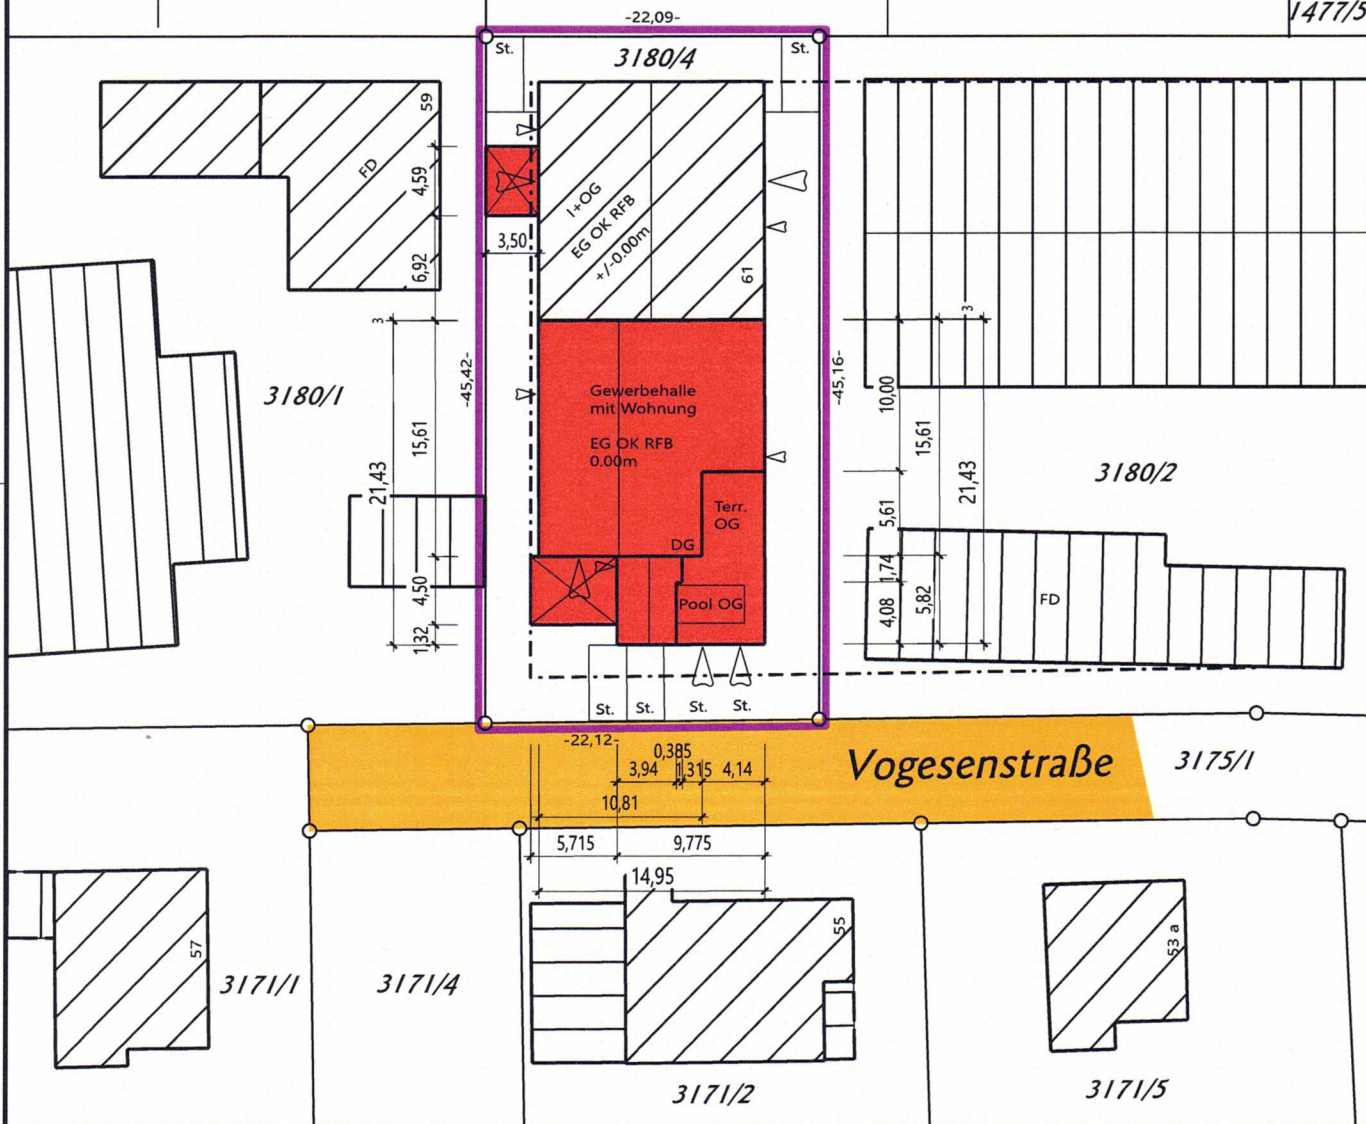 -22,09-
1477/5
St.
3180/4
St.
59
FD
4,59
6,92
3,50
I+OG
EG OK RFB
+/-0.00m
61
3
3
3180/1
-45,42-
-45,16-
Gewerbehalle
mit Wohnung
EG OK RFB
0.00m
10,00
15,61
15,61
21,43
21,43
3180/2
Terr.
OG
DG
5,61
1,74
4,50
4,08
5,82
1,32
Pool OG
FD
St.
St.
St.
St.
-22,12-
0,385
3,94
1,315
4,14
Vogesenstraße
3175/1
10,81
5,715
9,775
14,95
57
55
53 a
3171/1
3171/4
3171/2
3171/5